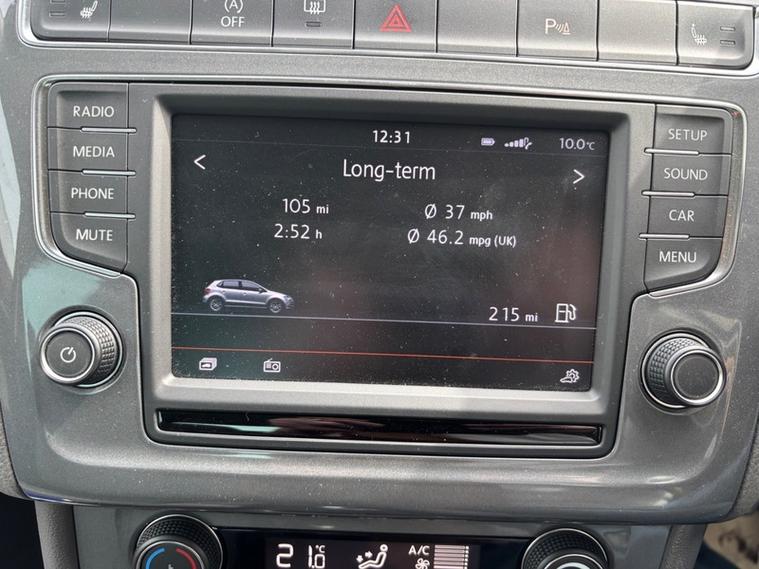 (A)
OFF
P
RADIO
MEDIA
PHONE
MUTE
12:31
10.0°C
<
Long-term
>
105 mi
Ø 37 mph
2:52 h
Ø 46.2 mpg (UK)
215 mi
SETUP
SOUND
CAR
MENU
21.0°C
A/C